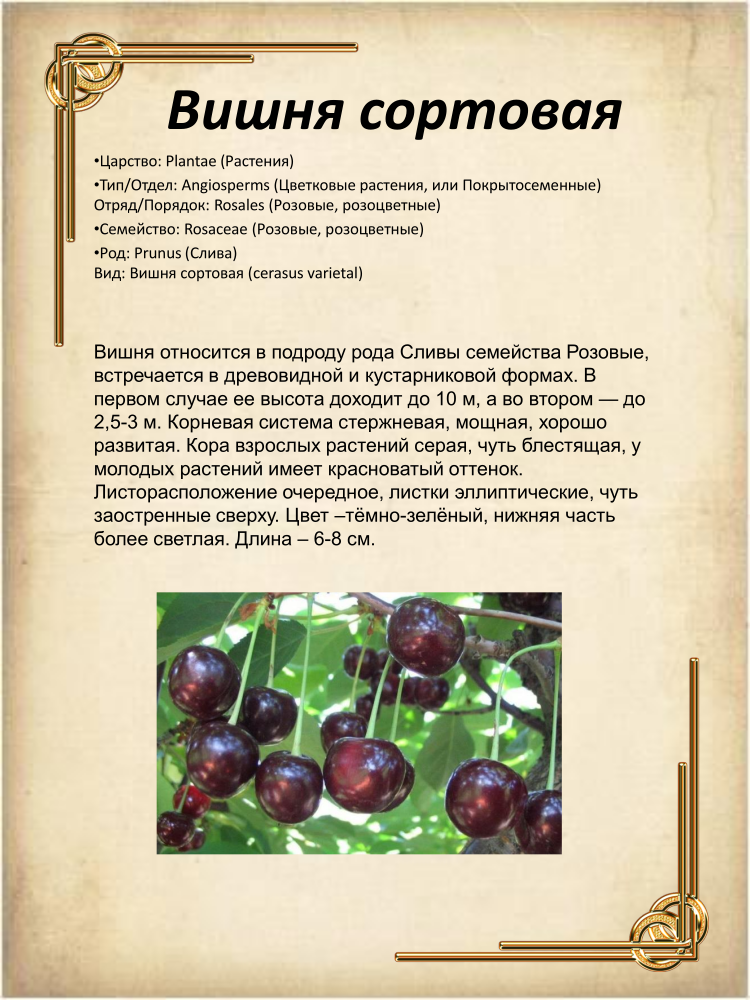 Вишня сортовая
•Царство: Plantae (Растения)
•Тип/Отдел: Angiosperms (Цветковые растения, или Покрытосеменные)
Отряд/Порядок: Rosales (Розовые, розоцветные)
•Семейство: Rosaceae (Розовые, розоцветные)
•Род: Prunus (Слива)
Вид: Вишня сортовая (cerasus varietal)
Вишня относится в подроду рода Сливы семейства Розовые,
встречается в древовидной и кустарниковой формах. В
первом случае ее высота доходит до 10 м, а во втором — до
2,5-3 м. Корневая система стержневая, мощная, хорошо
развитая. Кора взрослых растений серая, чуть блестящая, у
молодых растений имеет красноватый оттенок.
Листорасположение очередное, листки эллиптические, чуть
заостренные сверху. Цвет –тёмно-зелёный, нижняя часть
более светлая. Длина – 6-8 см.